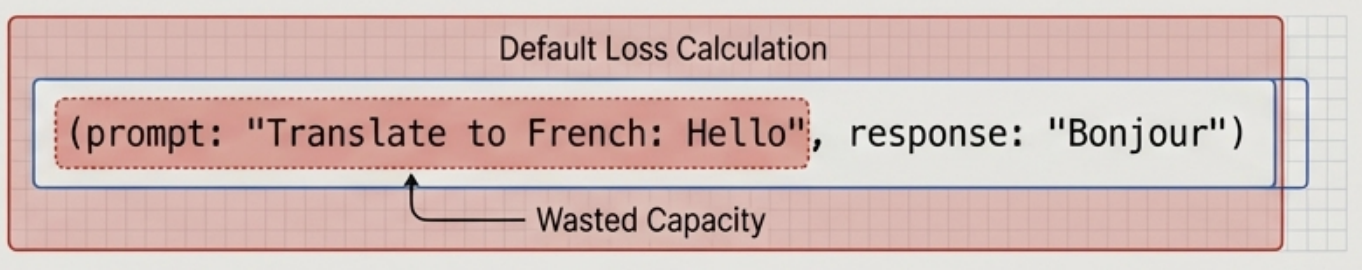 Default Loss Calculation
(prompt: "Translate to French: Hello", response: "Bonjour")
Wasted Capacity